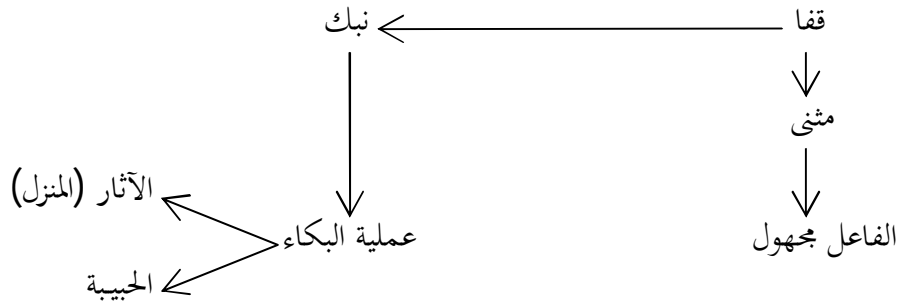 قفا نبك
مثنى
الآثار (المنزل)
الفاعل مجهول عملية البكاء
الحبيبة